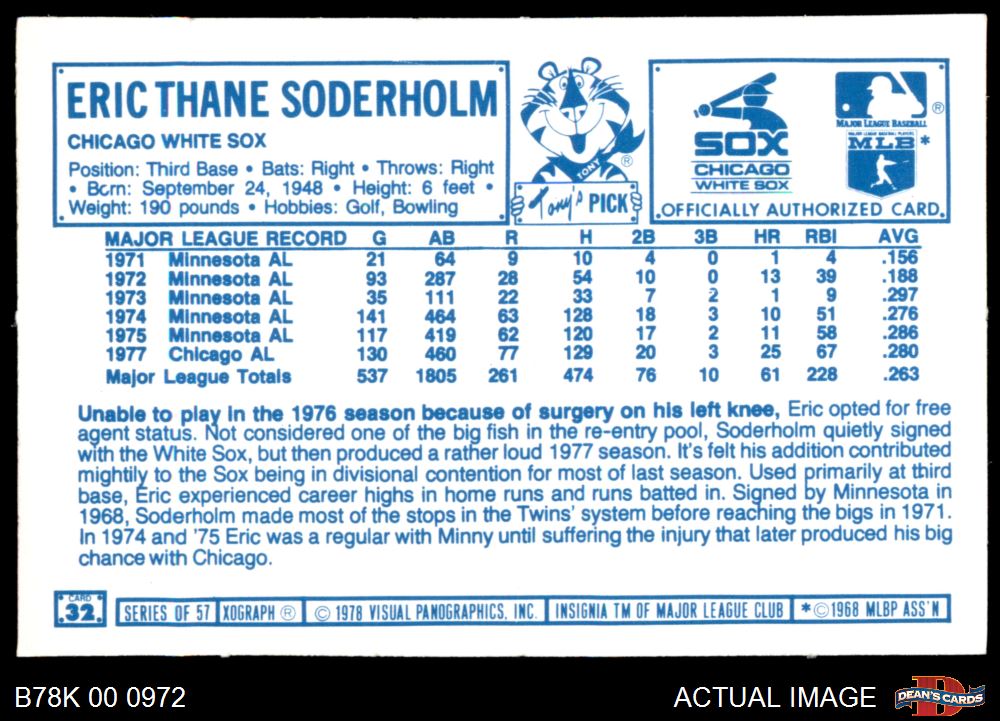 ERIC THANE SODERHOLM
CHICAGO WHITE SOX
Position: Third Base • Bats: Right • Throws: Right
• Born: September 24, 1948 • Height: 6 feet •
Weight: 190 pounds • Hobbies: Golf, Bowling
TONY
®
Tony's PICK
SOX
CHICAGO
WHITE SOX
®
MAJOR LEAGUE BASEBALL
MAJOR LEAGUE BASEBALL PLAYERS
MLB *
OFFICIALLY AUTHORIZED CARD
MAJOR LEAGUE RECORD G AB R H 2B 3B HR RBI AVG
1971 Minnesota AL 21 64 9 10 4 0 1 4 .156
1972 Minnesota AL 93 287 28 54 10 0 13 39 .188
1973 Minnesota AL 35 111 22 33 7 2 1 9 .297
1974 Minnesota AL 141 464 63 128 18 3 10 51 .276
1975 Minnesota AL 117 419 62 120 17 2 11 58 .286
1977 Chicago AL 130 460 77 129 20 3 25 67 .280
Major League Totals 537 1805 261 474 76 10 61 228 .263
Unable to play in the 1976 season because of surgery on his left knee, Eric opted for free
agent status. Not considered one of the big fish in the re-entry pool, Soderholm quietly signed
with the White Sox, but then produced a rather loud 1977 season. It's felt his addition contributed
mightily to the Sox being in divisional contention for most of last season. Used primarily at third
base, Eric experienced career highs in home runs and runs batted in. Signed by Minnesota in
1968, Soderholm made most of the stops in the Twins' system before reaching the bigs in 1971.
In 1974 and '75 Eric was a regular with Minny until suffering the injury that later produced his big
chance with Chicago.
CARD
32
SERIES OF 57 XOGRAPH ® © 1978 VISUAL PANOGRAPHICS, INC. INSIGNIA TM OF MAJOR LEAGUE CLUB *©1968 MLBP ASS'N
B78K 00 0972
ACTUAL IMAGE
D
DEAN'S CARDS